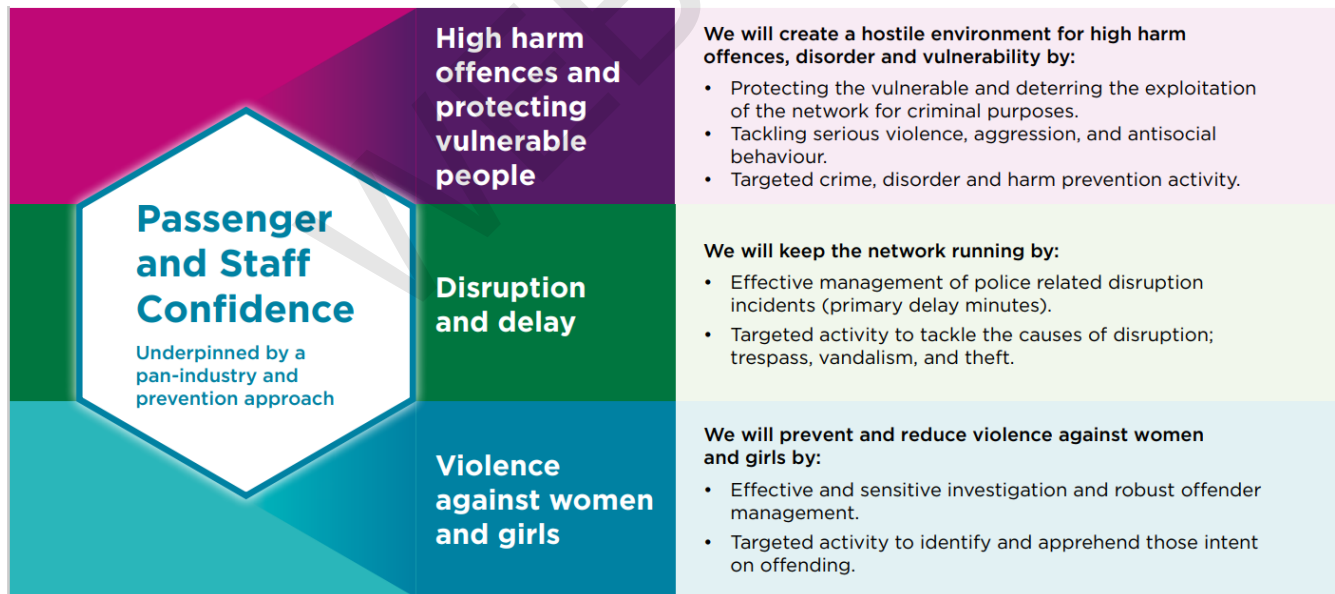 Passenger
and Staff
Confidence
Underpinned by a
pan-industry and
prevention approach
High harm
offences and
protecting
vulnerable
people
We will create a hostile environment for high harm
offences, disorder and vulnerability by:
• Protecting the vulnerable and deterring the exploitation
of the network for criminal purposes.
• Tackling serious violence, aggression, and antisocial
behaviour.
• Targeted crime, disorder and harm prevention activity.
Disruption
and delay
We will keep the network running by:
• Effective management of police related disruption
incidents (primary delay minutes).
• Targeted activity to tackle the causes of disruption;
trespass, vandalism, and theft.
Violence
against women
and girls
We will prevent and reduce violence against women
and girls by:
• Effective and sensitive investigation and robust offender
management.
• Targeted activity to identify and apprehend those intent
on offending.